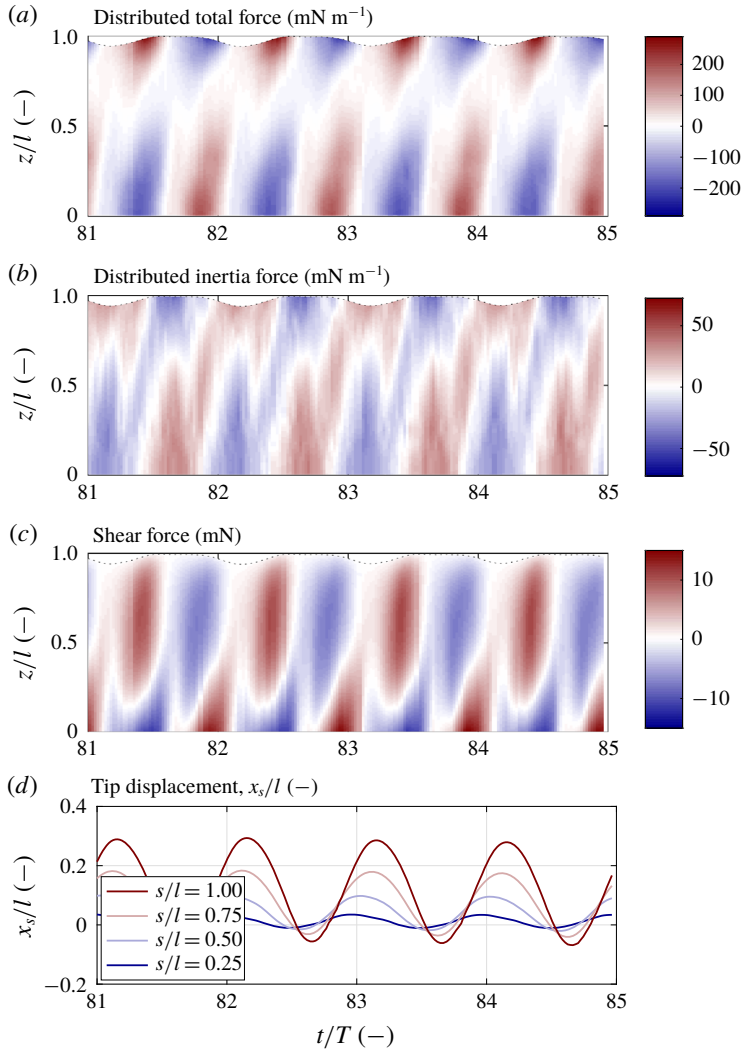 (a) Distributed total force (mN m⁻¹)
1.0
0.5
0
z/l (–)
81 82 83 84 85
200
100
0
−100
−200
(b) Distributed inertia force (mN m⁻¹)
1.0
0.5
0
z/l (–)
81 82 83 84 85
50
0
−50
(c) Shear force (mN)
1.0
0.5
0
z/l (–)
81 82 83 84 85
10
0
−10
(d) Tip displacement, xₛ/l (–)
0.4
0.2
0
−0.2
xₛ/l (–)
s/l = 1.00
s/l = 0.75
s/l = 0.50
s/l = 0.25
81 82 83 84 85
t/T (–)